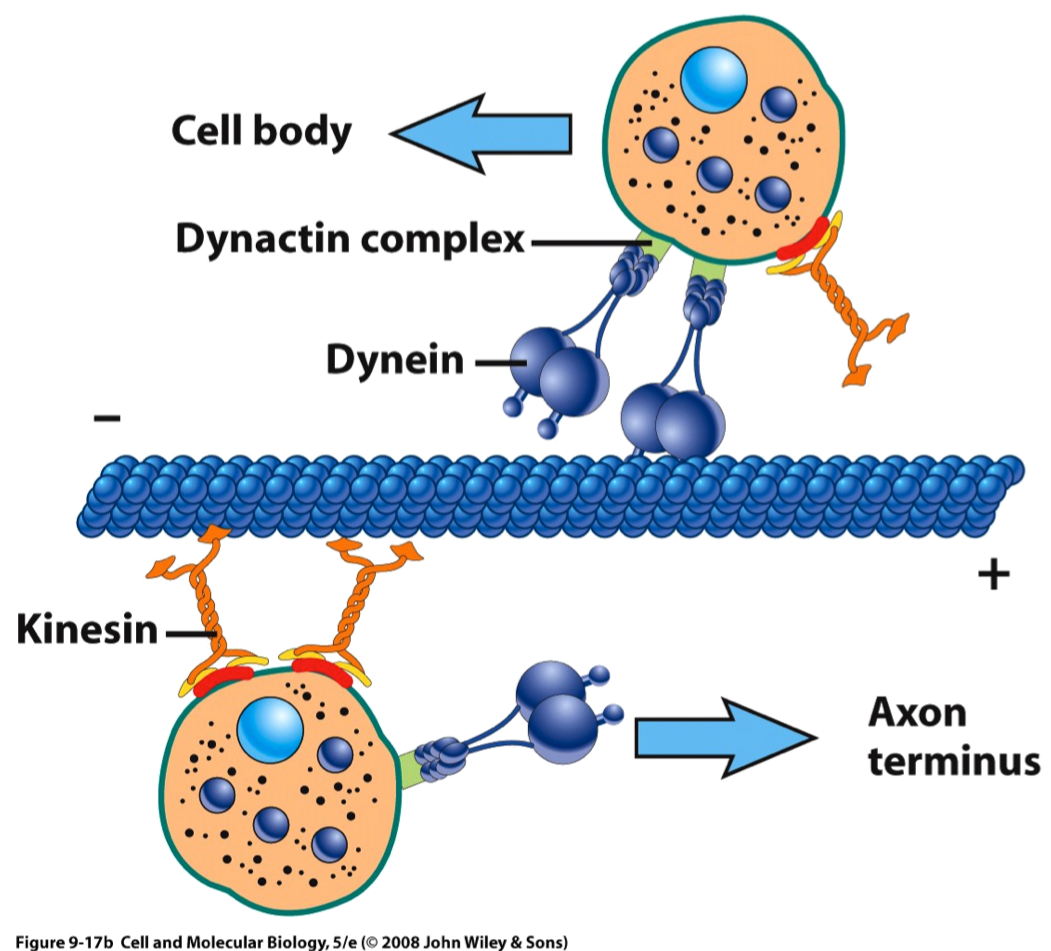 Cell body
Dynactin complex
Dynein
–
+
Kinesin
Axon
terminus
Figure 9-17b Cell and Molecular Biology, 5/e (© 2008 John Wiley & Sons)